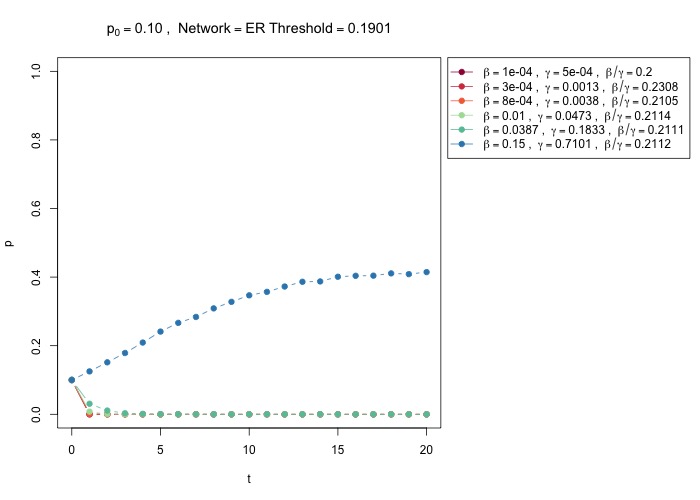 p0 = 0.10 , Network = ER Threshold = 0.1901
β = 1e-04 , γ = 5e-04 , β/γ = 0.2
β = 3e-04 , γ = 0.0013 , β/γ = 0.2308
β = 8e-04 , γ = 0.0038 , β/γ = 0.2105
β = 0.01 , γ = 0.0473 , β/γ = 0.2114
β = 0.0387 , γ = 0.1833 , β/γ = 0.2111
β = 0.15 , γ = 0.7101 , β/γ = 0.2112
1.0
0.8
0.6
0.4
0.2
0.0
p
0 5 10 15 20
t